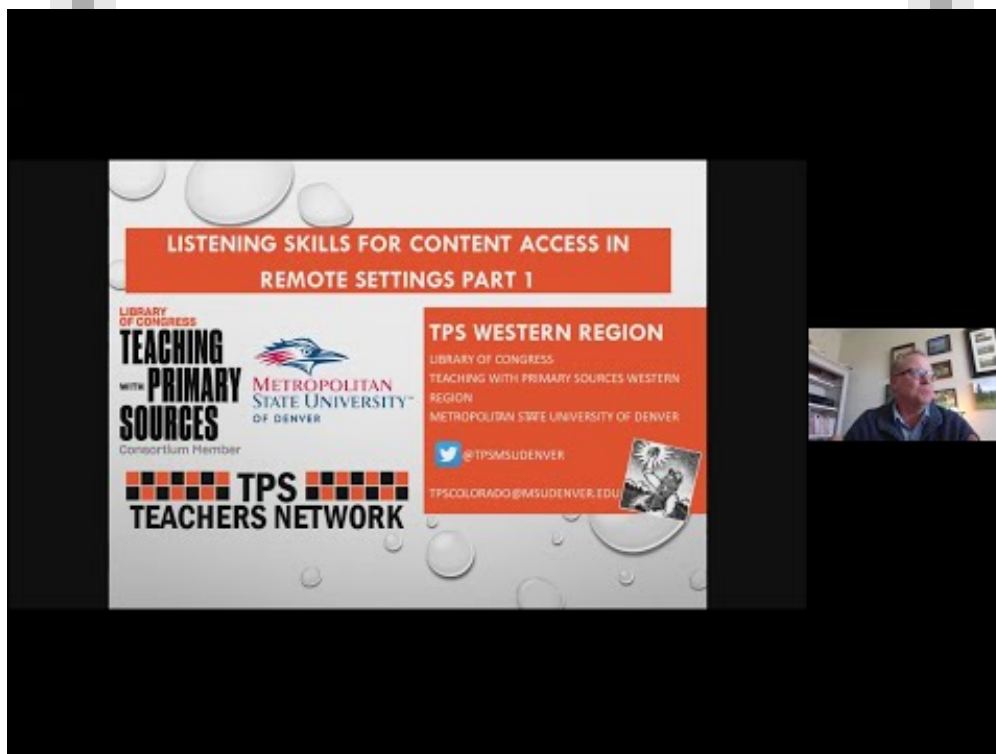 LISTENING SKILLS FOR CONTENT ACCESS IN
REMOTE SETTINGS PART 1
LIBRARY
OF CONGRESS
TEACHING
WITH PRIMARY
SOURCES
Consortium Member
METROPOLITAN
STATE UNIVERSITY™
OF DENVER
TPS
TEACHERS NETWORK
TPS WESTERN REGION
LIBRARY OF CONGRESS
TEACHING WITH PRIMARY SOURCES WESTERN
REGION
METROPOLITAN STATE UNIVERSITY OF DENVER
@TPSMSUDENVER
TPSCOLORADO@MSUDENVER.EDU